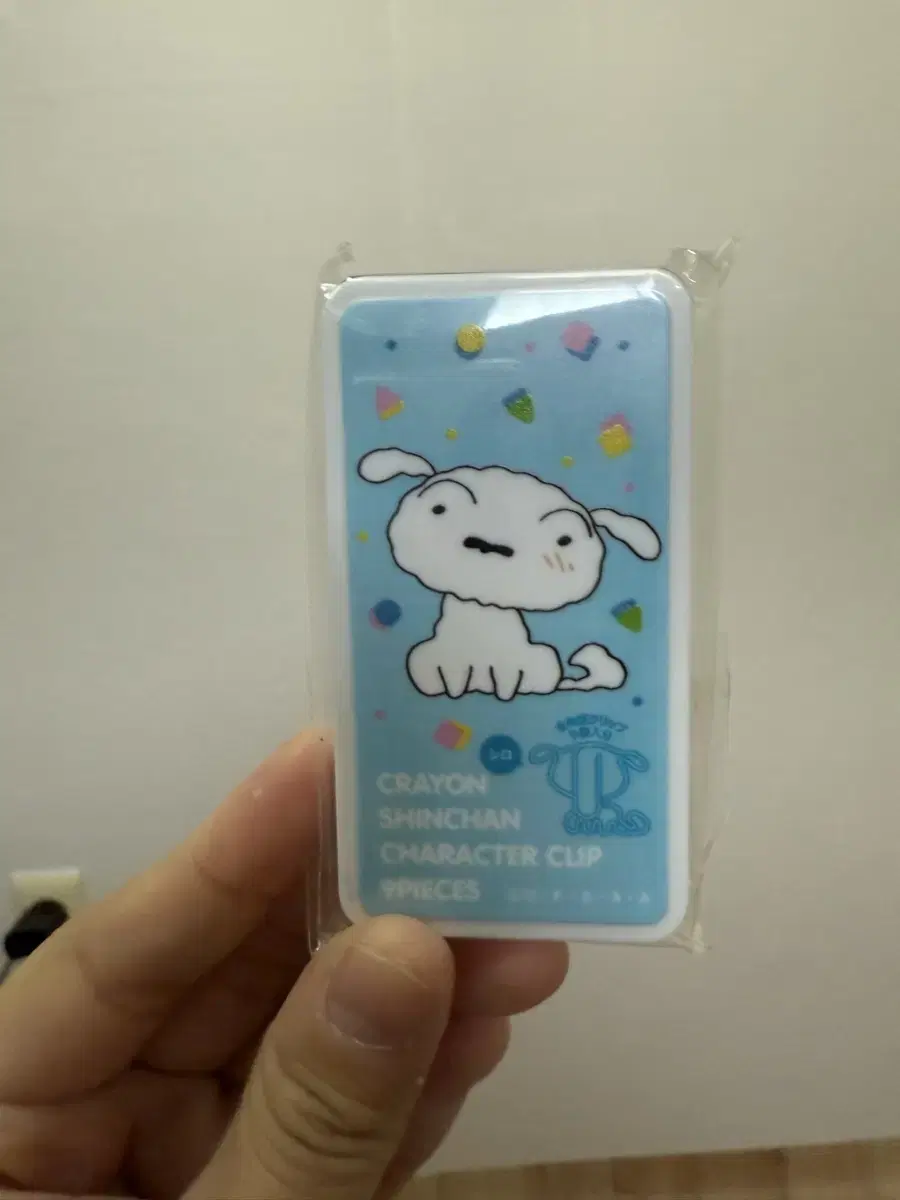 シロ
CRAYON
SHINCHAN
CHARACTER CLIP
9PIECES